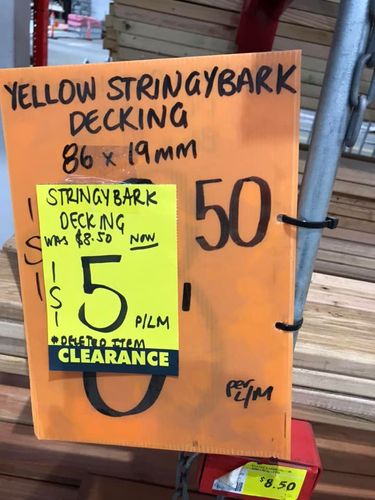 YELLOW STRINGYBARK
DECKING
86 x 19mm
50
STRINGYBARK
DECKING
WAS $8.50 NOW
$5
P/LM
*DELETED ITEM
CLEARANCE
per
L/M
$8.50